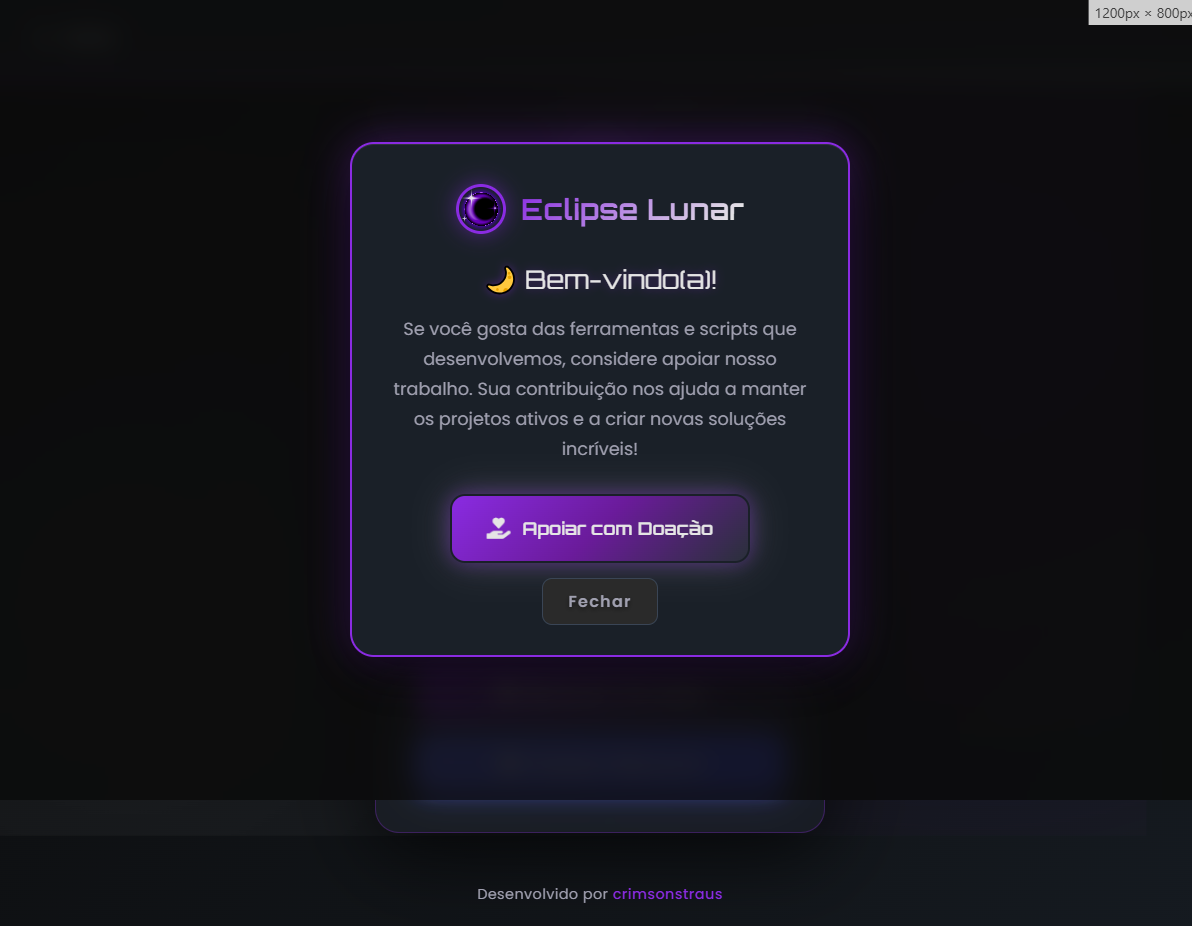 1200px × 800px
Eclipse Lunar
🌙 Bem-vindo(a)!
Se você gosta das ferramentas e scripts que
desenvolvemos, considere apoiar nosso
trabalho. Sua contribuição nos ajuda a manter
os projetos ativos e a criar novas soluções
incríveis!
Apoiar com Doação
Fechar
Desenvolvido por crimsonstraus